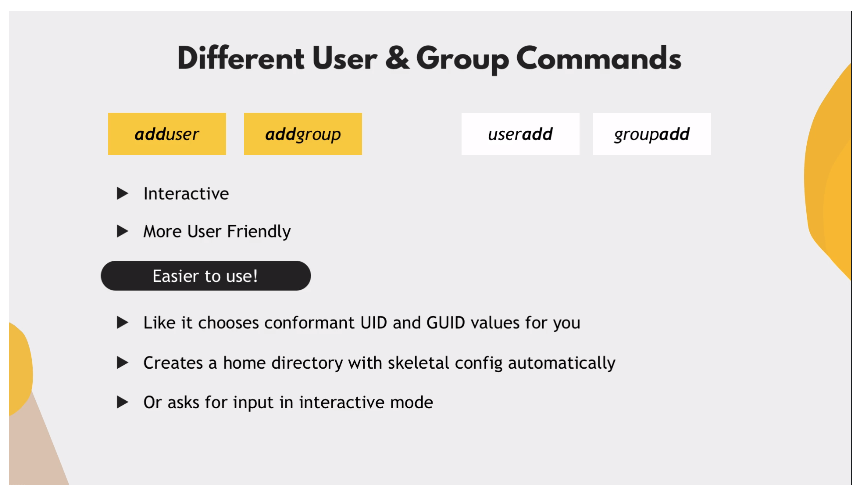 Different User & Group Commands
adduser addgroup useradd groupadd
Interactive
More User Friendly
Easier to use!
Like it chooses conformant UID and GUID values for you
Creates a home directory with skeletal config automatically
Or asks for input in interactive mode